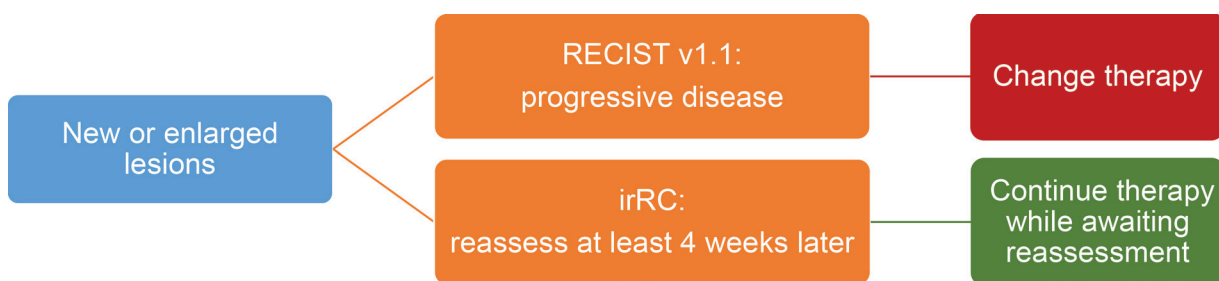 New or enlarged
lesions
RECIST v1.1:
progressive disease
Change therapy
irRC:
reassess at least 4 weeks later
Continue therapy
while awaiting
reassessment